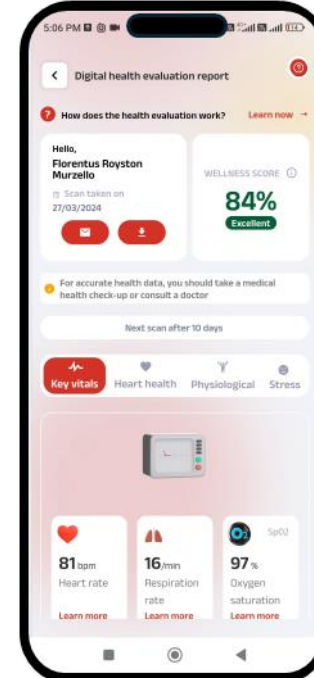 5:06 PM
Digital health evaluation report
How does the health evaluation work? Learn now →
Hello,
Florentus Royston
Murzello
Scan taken on
27/03/2024
WELLNESS SCORE
84%
Excellent
For accurate health data, you should take a medical
health check-up or consult a doctor
Next scan after 10 days
Key vitals Heart health Physiological Stress
O2 SpO2
81 bpm 16/min 97 %
Heart rate Respiration Oxygen
rate saturation
Learn more Learn more Learn more